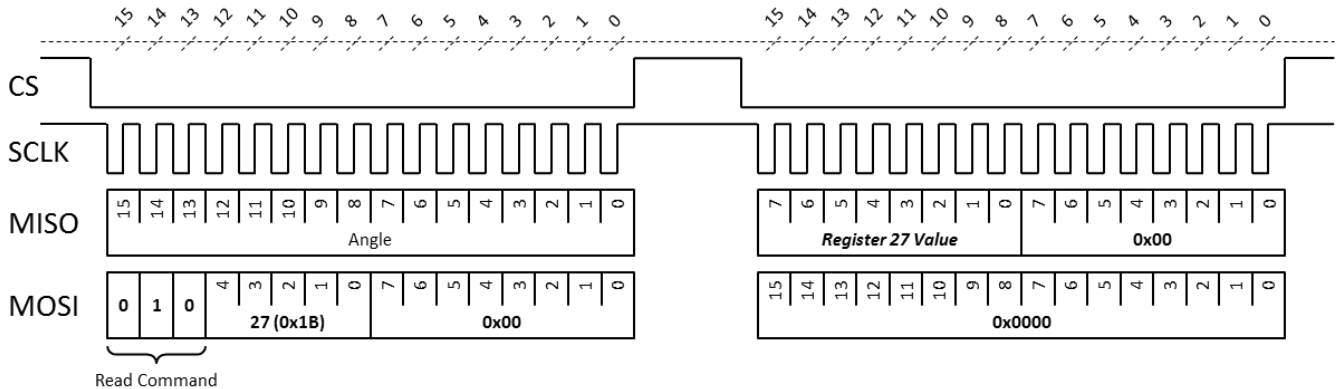 15 14 13 12 11 10 9 8 7 6 5 4 3 2 1 0 15 14 13 12 11 10 9 8 7 6 5 4 3 2 1 0
CS
SCLK
MISO 15 14 13 12 11 10 9 8 7 6 5 4 3 2 1 0 7 6 5 4 3 2 1 0 7 6 5 4 3 2 1 0
Angle Register 27 Value 0x00
MOSI 0 1 0 4 3 2 1 0 7 6 5 4 3 2 1 0 15 14 13 12 11 10 9 8 7 6 5 4 3 2 1 0
27 (0x1B) 0x00 0x0000
Read Command